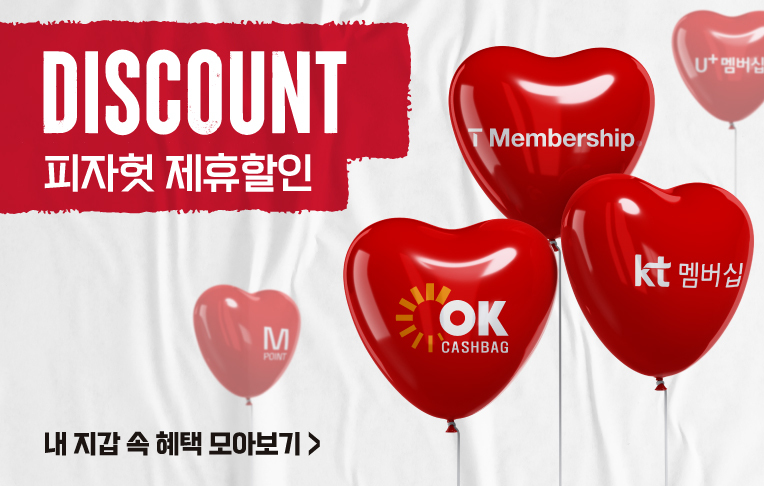 DISCOUNT
피자헛 제휴할인
U+ 멤버십
T Membership
kt 멤버십
OK
CASHBAG
M
POINT
내 지갑 속 혜택 모아보기 >